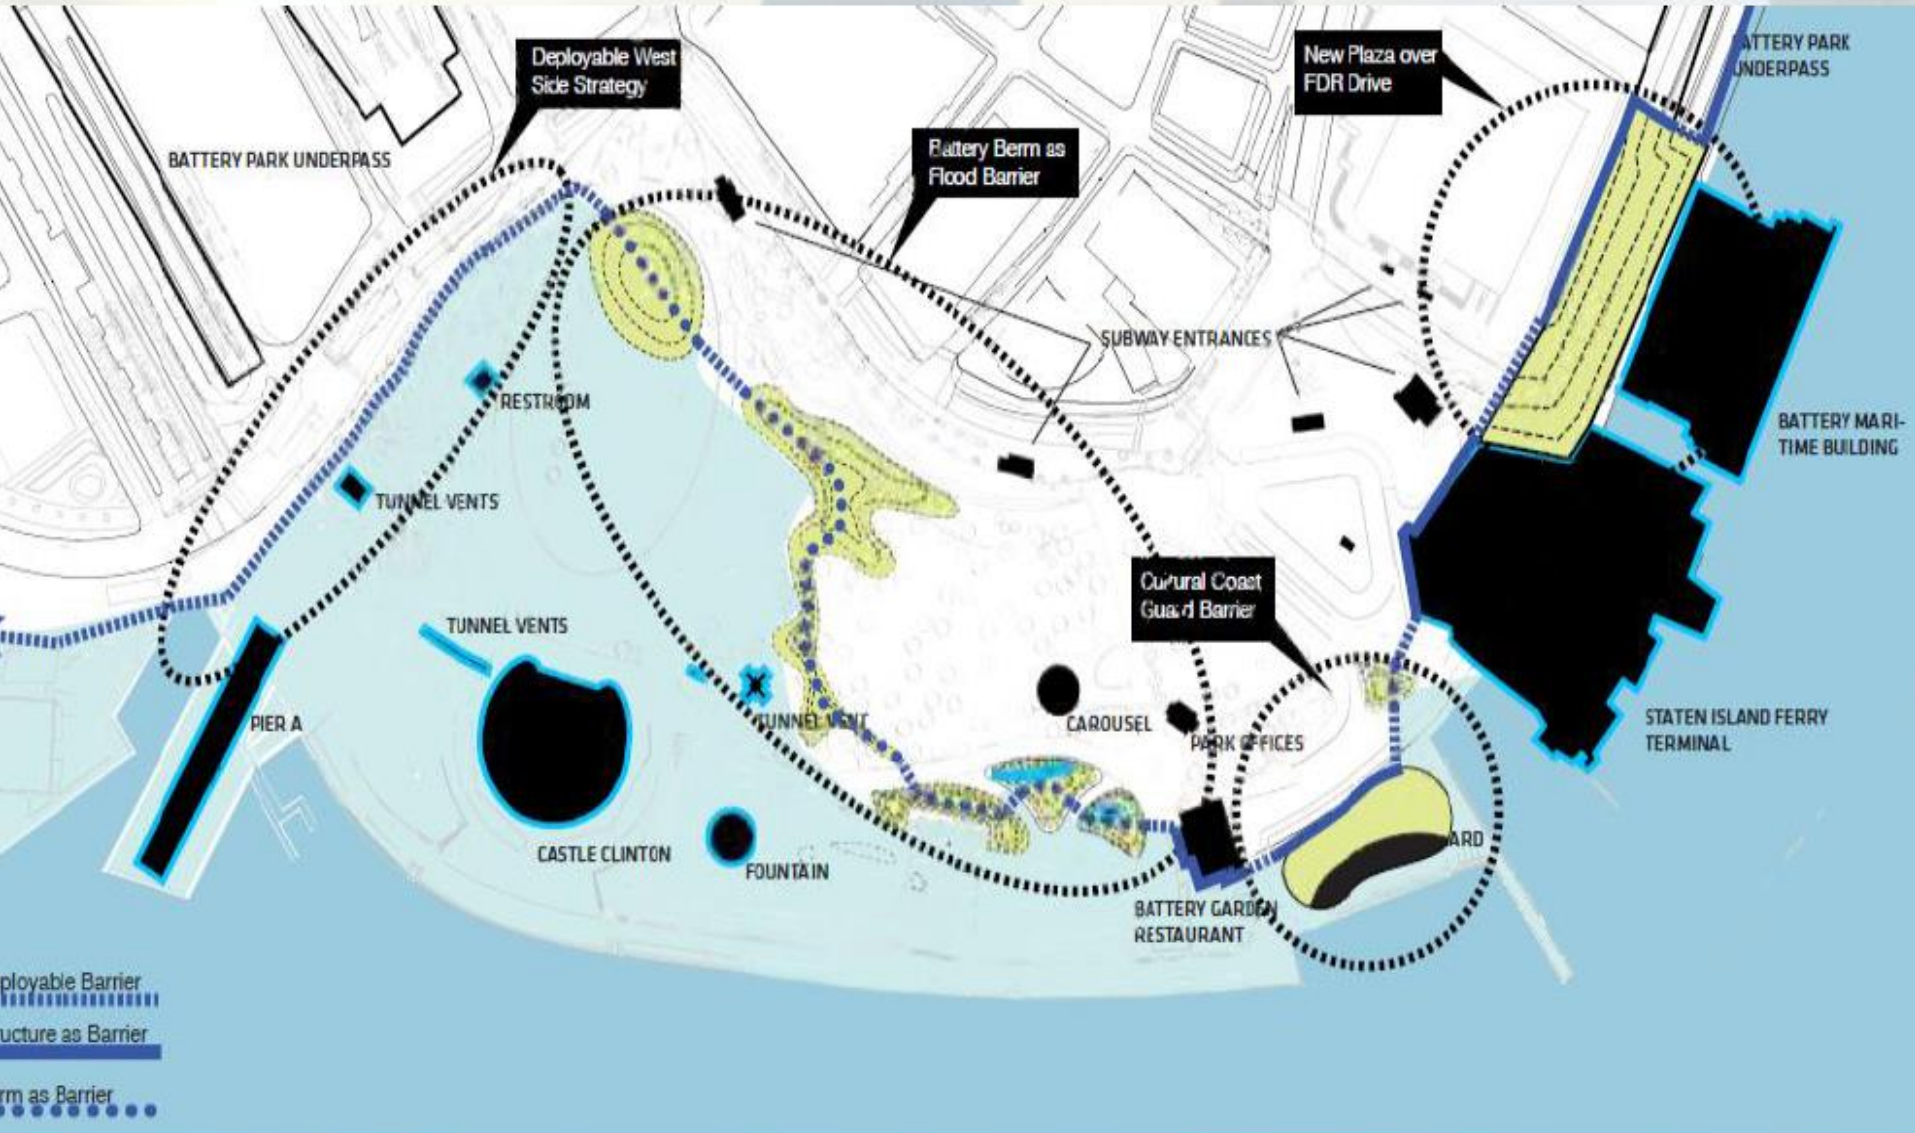 Deployable West
Side Strategy
New Plaza over
FDR Drive
ATTERY PARK
UNDERPASS
Battery Berm as
Flood Barrier
BATTERY PARK UNDERPASS
SUBWAY ENTRANCES
RESTROOM
BATTERY MARI-
TIME BUILDING
TUNNEL VENTS
Cultural Coast
Guard Barrier
TUNNEL VENTS
PIER A
TUNNEL VENT
CAROUSEL
PARK OFFICES
STATEN ISLAND FERRY
TERMINAL
CASTLE CLINTON
FOUNTAIN
ARD
BATTERY GARDEN
RESTAURANT
ployable Barrier
ucture as Barrier
rm as Barrier